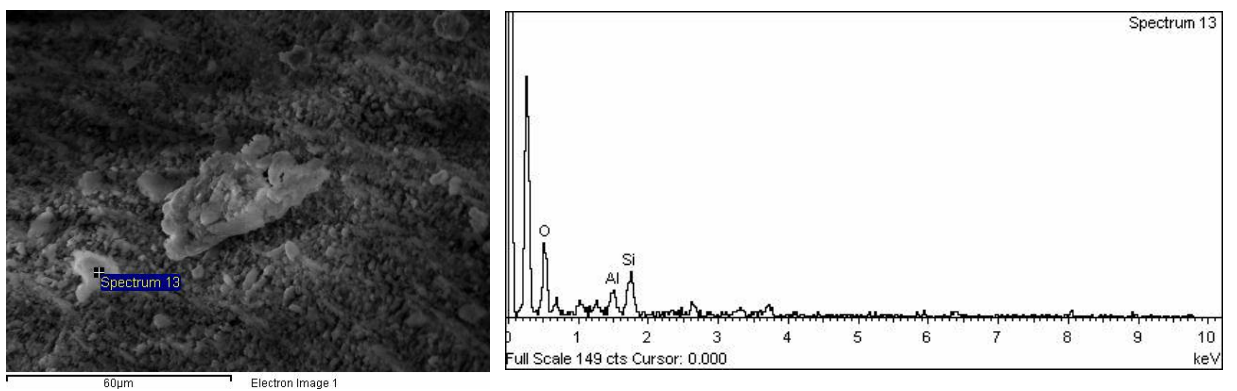 Spectrum 13
60µm
Electron Image 1
Spectrum 13
O
Al
Si
0 1 2 3 4 5 6 7 8 9 10
Full Scale 149 cts Cursor: 0.000
keV